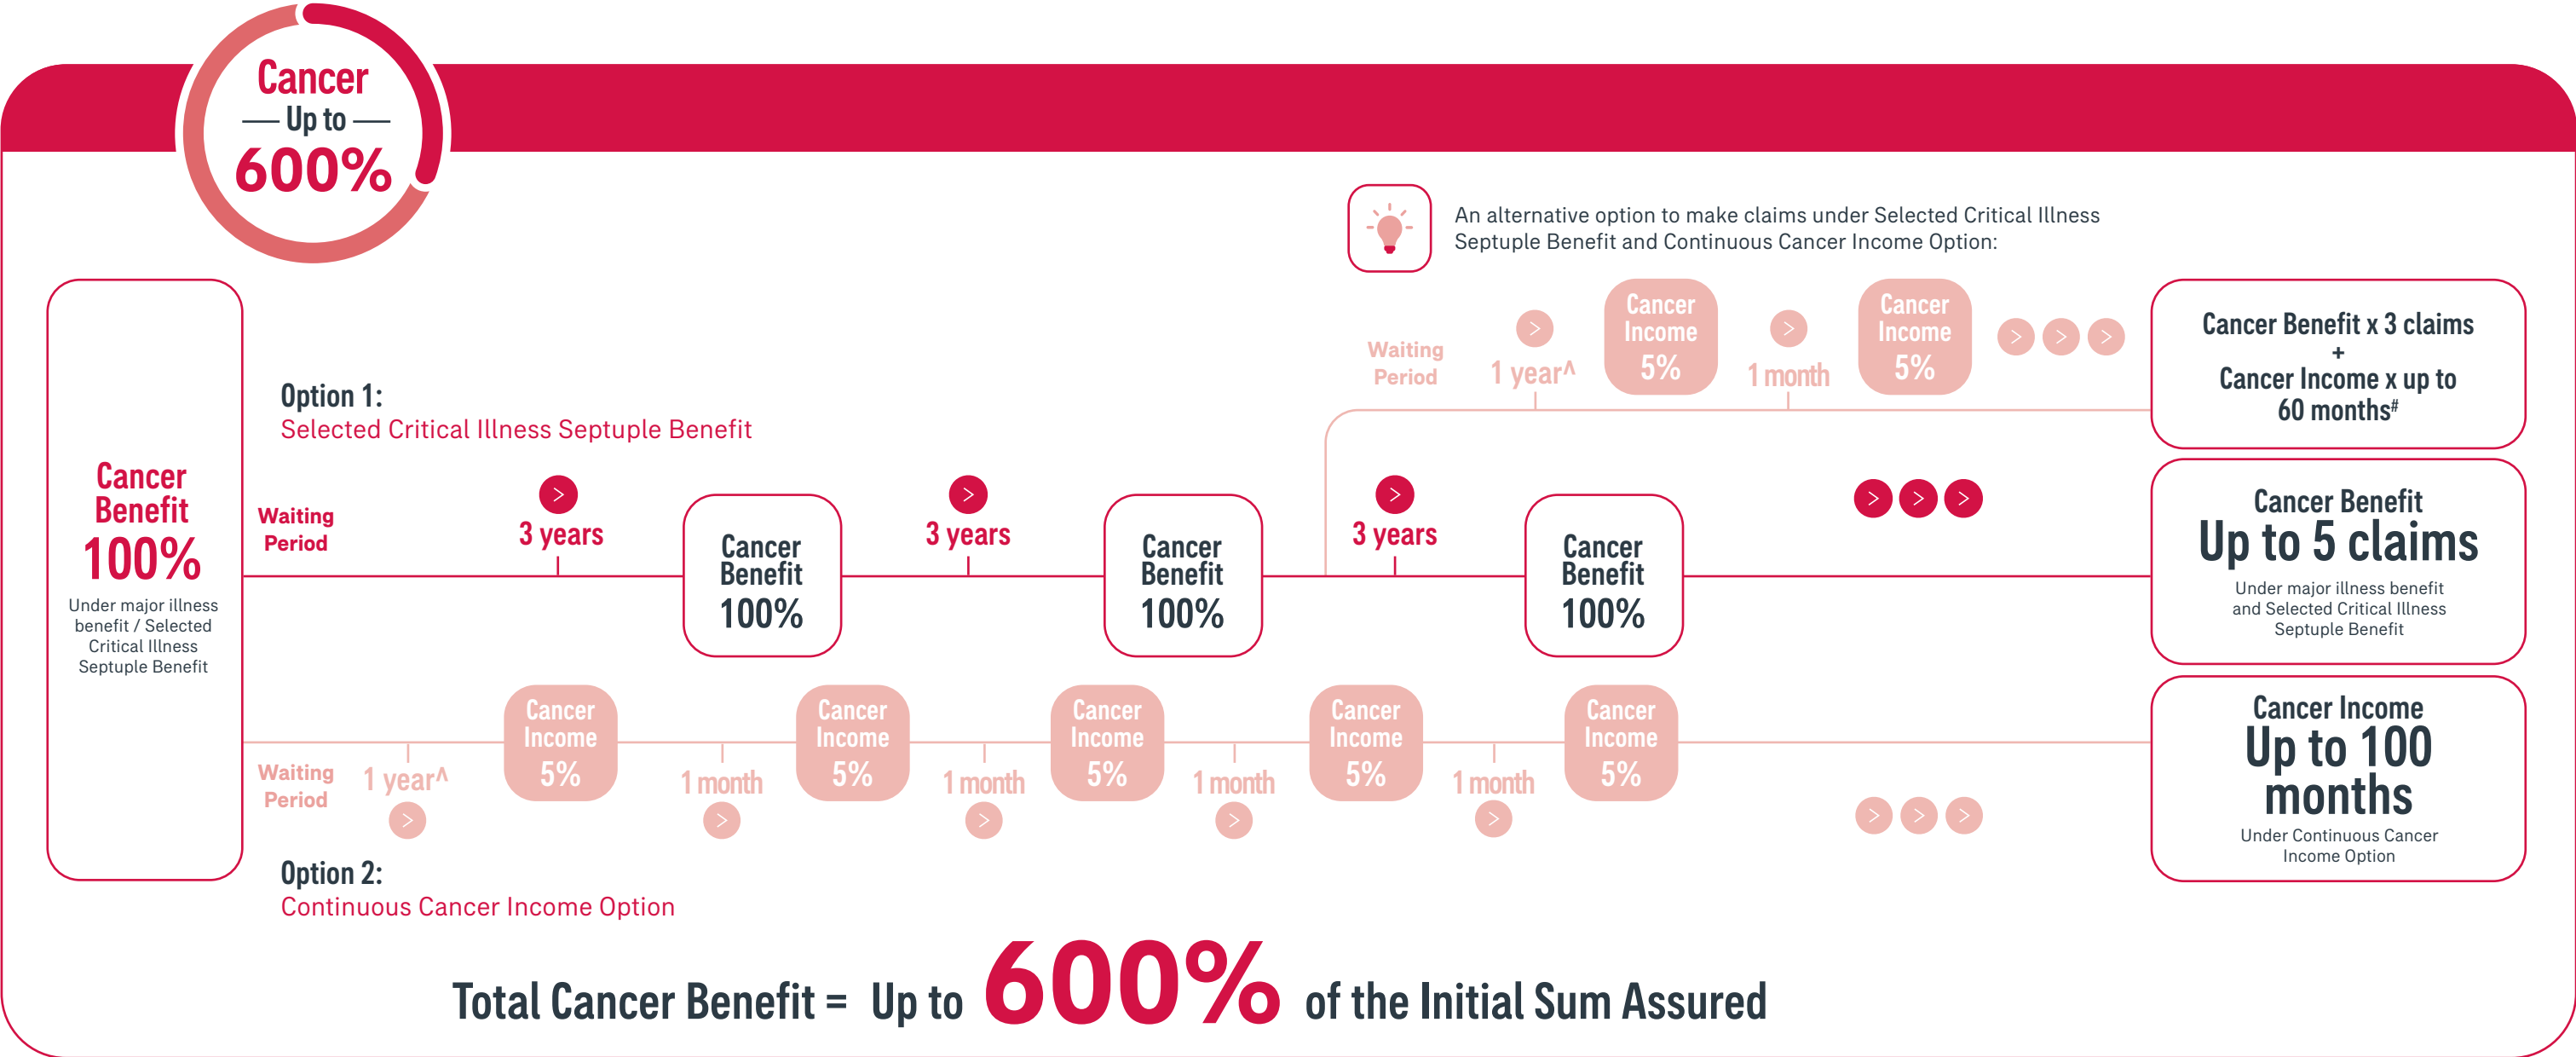 Cancer
Up to
600%
An alternative option to make claims under Selected Critical Illness
Septuple Benefit and Continuous Cancer Income Option:
Waiting
Period
1 year^
Cancer
Income
5%
1 month
Cancer
Income
5%
Cancer Benefit x 3 claims
+
Cancer Income x up to
60 months#
Cancer
Benefit
100%
Under major illness
benefit / Selected
Critical Illness
Septuple Benefit
Option 1:
Selected Critical Illness Septuple Benefit
Waiting
Period
3 years
Cancer
Benefit
100%
3 years
Cancer
Benefit
100%
3 years
Cancer
Benefit
100%
Cancer Benefit
Up to 5 claims
Under major illness benefit
and Selected Critical Illness
Septuple Benefit
Waiting
Period
1 year^
Cancer
Income
5%
1 month
Cancer
Income
5%
1 month
Cancer
Income
5%
1 month
Cancer
Income
5%
1 month
Cancer
Income
5%
Cancer Income
Up to 100
months
Under Continuous Cancer
Income Option
Option 2:
Continuous Cancer Income Option
Total Cancer Benefit = Up to 600% of the Initial Sum Assured